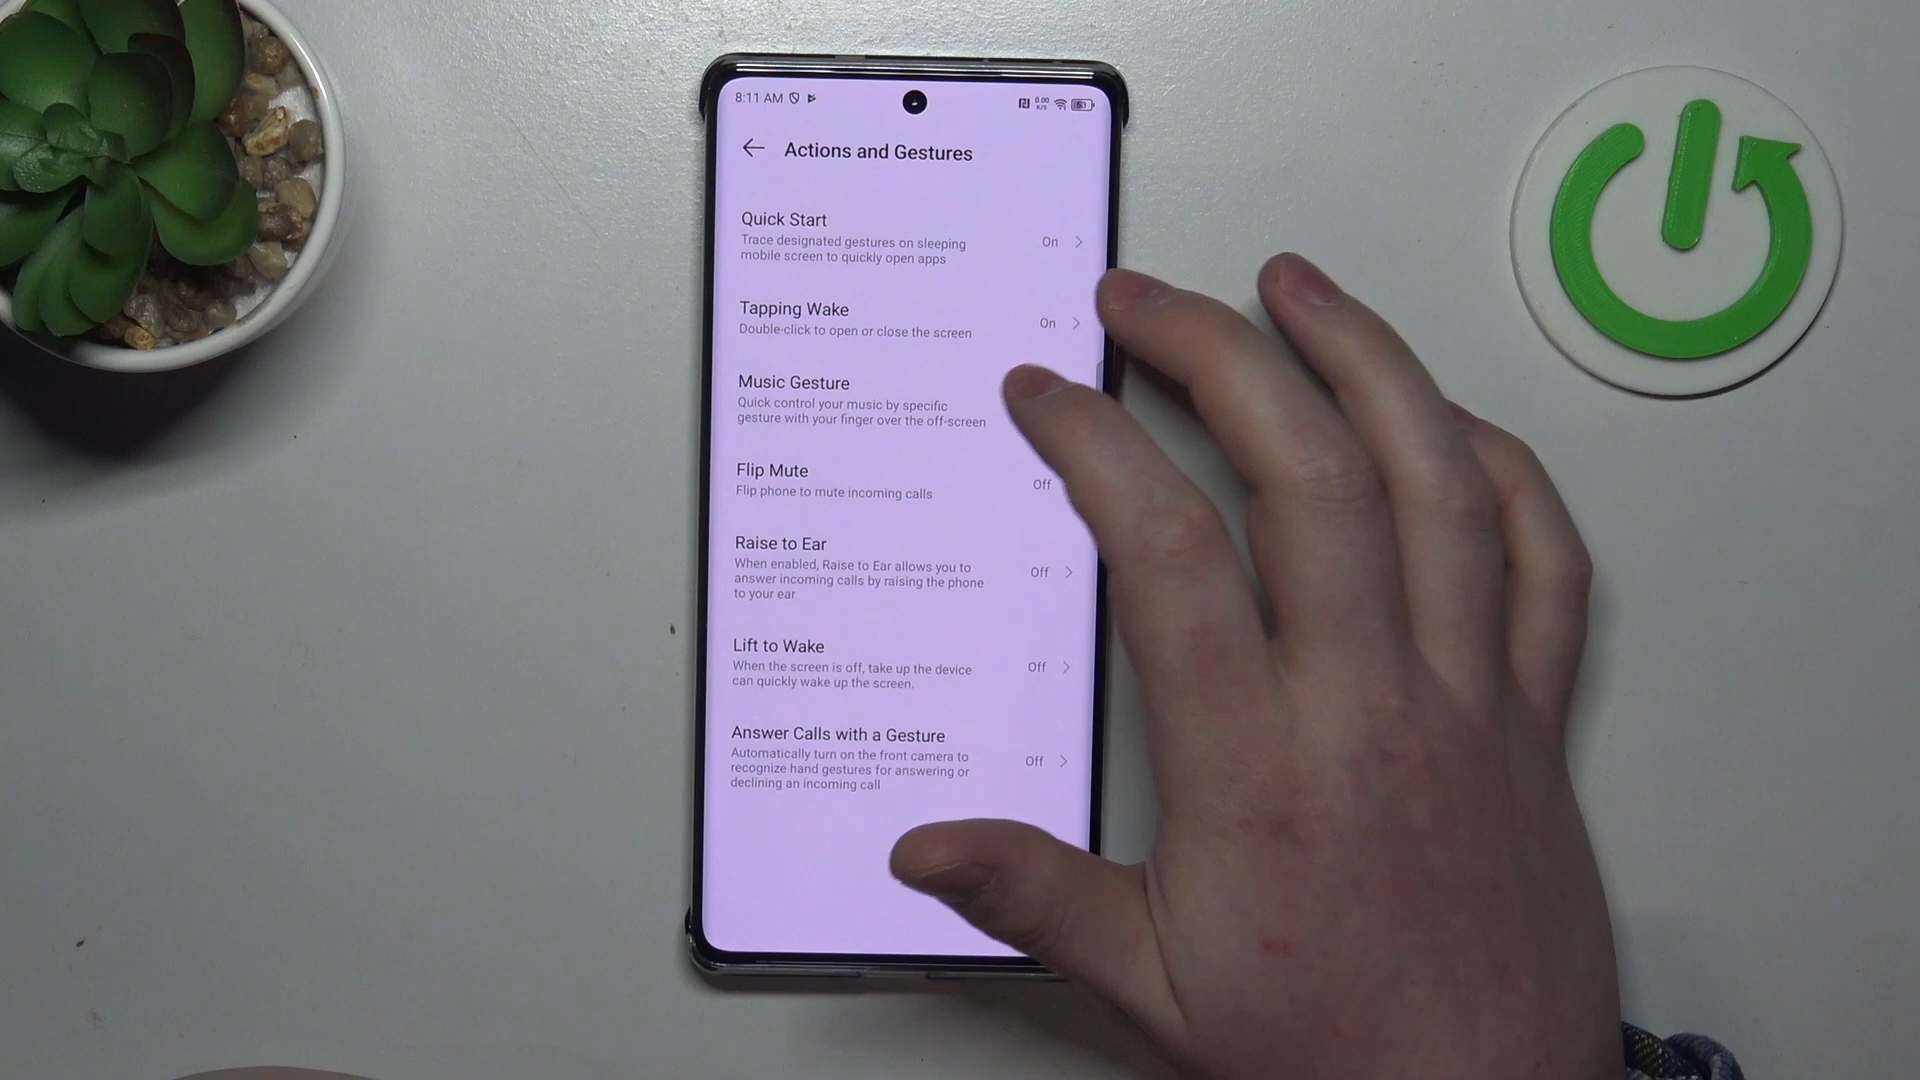 8:11 AM
0.00
K/S
53
Actions and Gestures
Quick Start
Trace designated gestures on sleeping
mobile screen to quickly open apps
On
Tapping Wake
Double-click to open or close the screen
On
Music Gesture
Quick control your music by specific
gesture with your finger over the off-screen
Flip Mute
Flip phone to mute incoming calls
Off
Raise to Ear
When enabled, Raise to Ear allows you to
answer incoming calls by raising the phone
to your ear
Off
Lift to Wake
When the screen is off, take up the device
can quickly wake up the screen.
Off
Answer Calls with a Gesture
Automatically turn on the front camera to
recognize hand gestures for answering or
declining an incoming call
Off